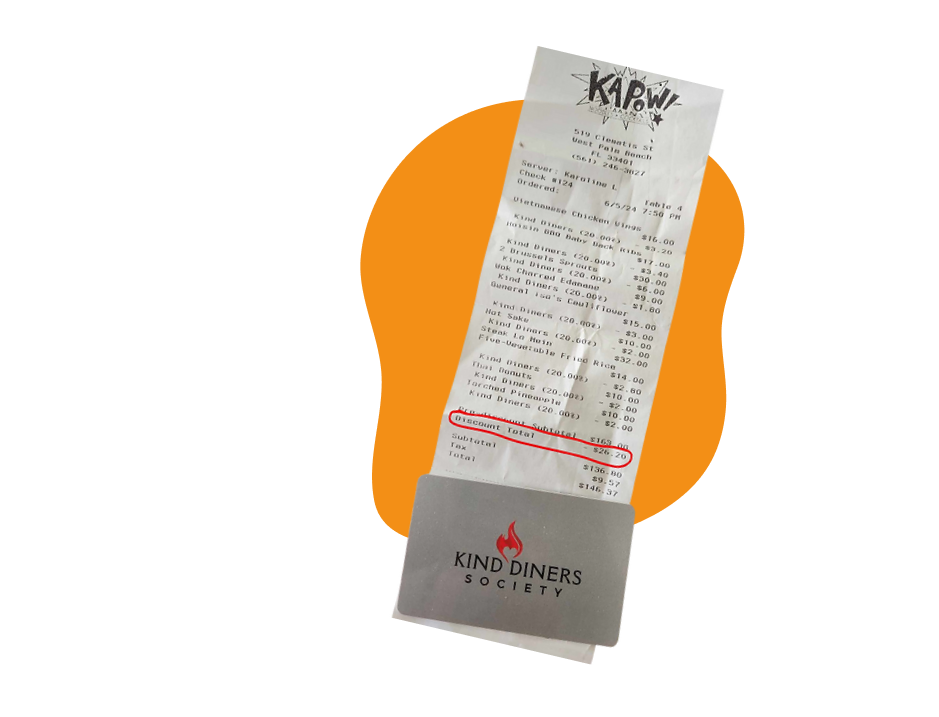 KAPOW!
519 Clematis St
West Palm Beach
FL 33401
(561) 246-3827
Server: Karoline L
Check #124 Table 4
Ordered: 6/5/24 7:50 PM
Vietnamese Chicken Wings $16.00
Kind Diners (20.00%) - $3.20
Hoisin BBQ Baby Back Ribs $17.00
Kind Diners (20.00%) - $3.40
2 Brussels Sprouts $30.00
Kind Diners (20.00%) - $6.00
Wok Charred Edamame $9.00
Kind Diners (20.00%) - $1.80
General Tso's Cauliflower $15.00
Kind Diners (20.00%) - $3.00
Hot Sake $10.00
Kind Diners (20.00%) - $2.00
Steak Lo Mein $32.00
Five-Vegetable Fried Rice $14.00
Kind Diners (20.00%) - $2.80
Thai Donuts $10.00
Kind Diners (20.00%) - $2.00
Torched Pineapple $10.00
Kind Diners (20.00%) - $2.00
Pre-Discount Subtotal $163.00
Discount Total - $26.20
Subtotal $136.80
Tax $9.57
Total $146.37
KIND DINERS
SOCIETY